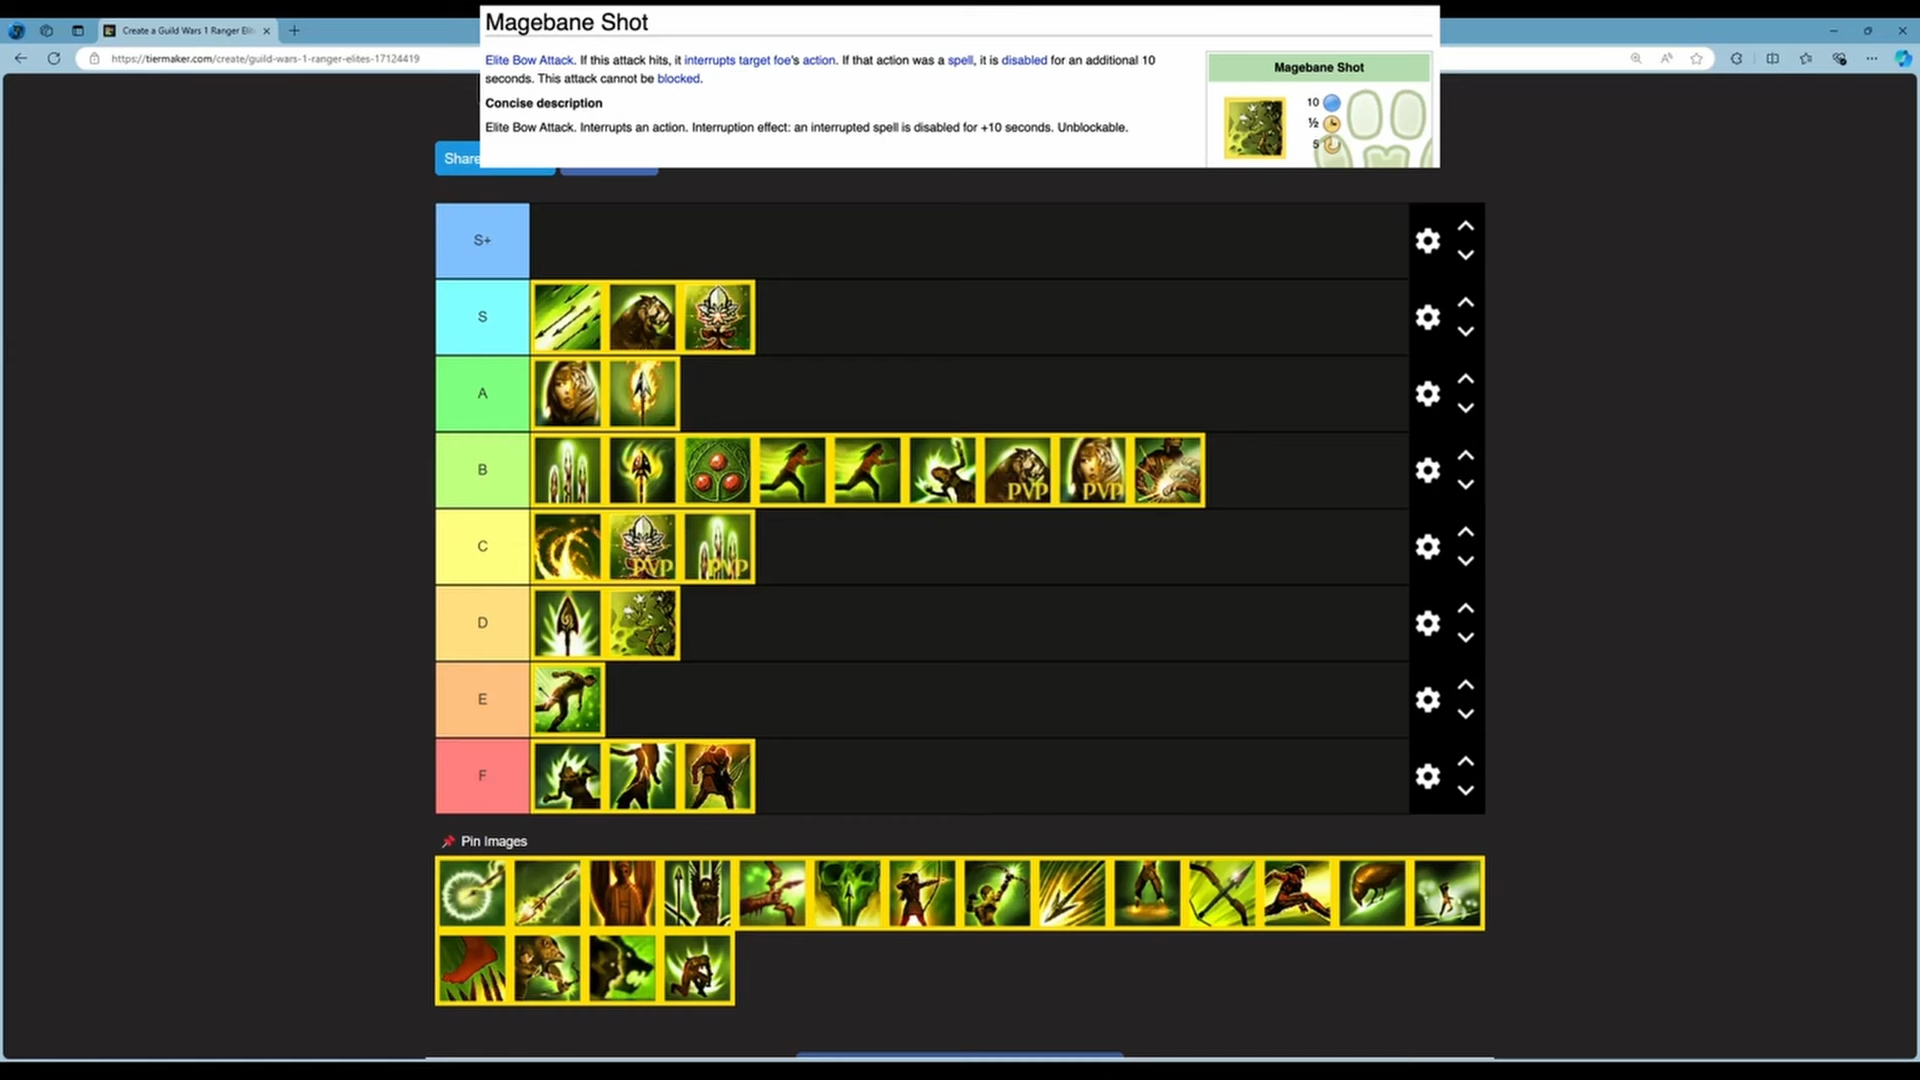 Create a Guild Wars 1 Ranger Eli
https://tiermaker.com/create/guild-wars-1-ranger-elites-17124419
Magebane Shot
Elite Bow Attack. If this attack hits, it interrupts target foe's action. If that action was a spell, it is disabled for an additional 10
seconds. This attack cannot be blocked.
Concise description
Elite Bow Attack. Interrupts an action. Interruption effect: an interrupted spell is disabled for +10 seconds. Unblockable.
Magebane Shot
10
½
5
Share
S+
S
A
B
PVP
PVP
C
PVP
PVP
D
E
F
Pin Images